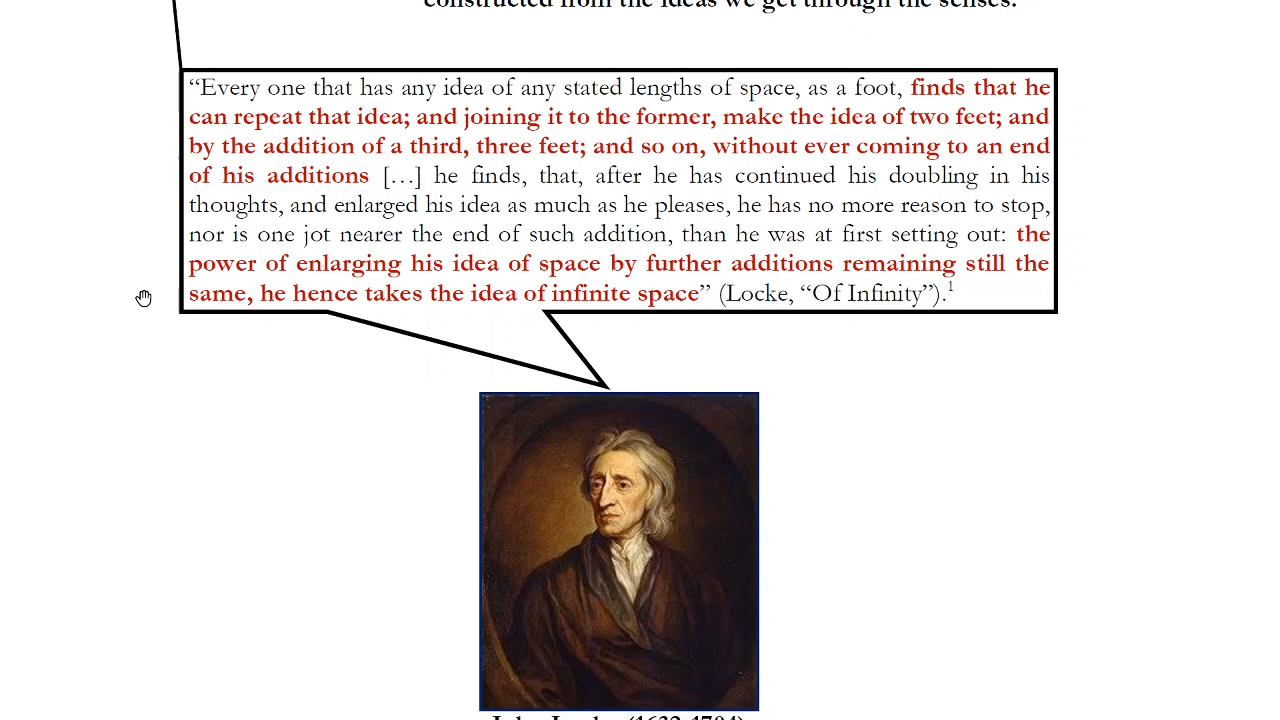 constructed from the ideas we get through the senses.
“Every one that has any idea of any stated lengths of space, as a foot, finds that he
can repeat that idea; and joining it to the former, make the idea of two feet; and
by the addition of a third, three feet; and so on, without ever coming to an end
of his additions […] he finds, that, after he has continued his doubling in his
thoughts, and enlarged his idea as much as he pleases, he has no more reason to stop,
nor is one jot nearer the end of such addition, than he was at first setting out: the
power of enlarging his idea of space by further additions remaining still the
same, he hence takes the idea of infinite space” (Locke, “Of Infinity”).¹
John Locke (1632-1704)